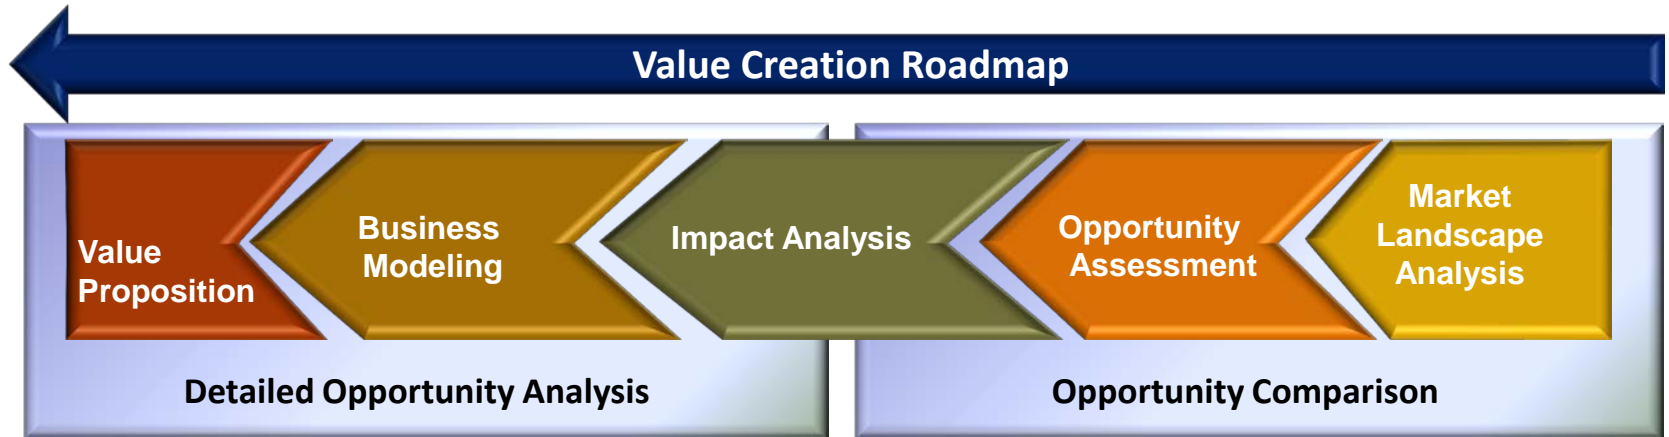 Value Creation Roadmap
Value
Proposition
Business
Modeling
Impact Analysis
Opportunity
Assessment
Market
Landscape
Analysis
Detailed Opportunity Analysis
Opportunity Comparison